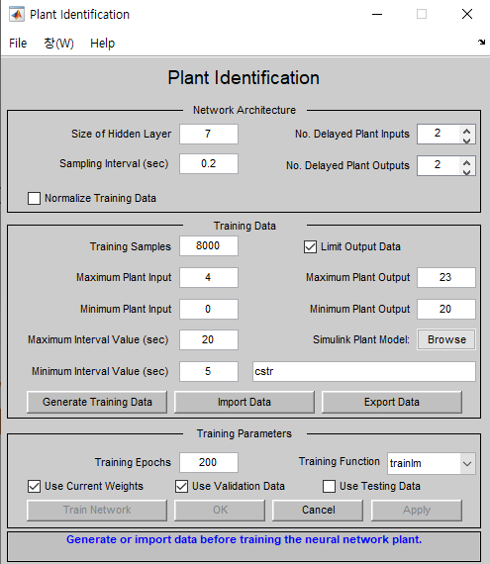 Plant Identification
File 창(W) Help
Plant Identification
Network Architecture
Size of Hidden Layer 7 No. Delayed Plant Inputs 2
Sampling Interval (sec) 0.2 No. Delayed Plant Outputs 2
Normalize Training Data
Training Data
Training Samples 8000 Limit Output Data
Maximum Plant Input 4 Maximum Plant Output 23
Minimum Plant Input 0 Minimum Plant Output 20
Maximum Interval Value (sec) 20 Simulink Plant Model: Browse
Minimum Interval Value (sec) 5 cstr
Generate Training Data Import Data Export Data
Training Parameters
Training Epochs 200 Training Function trainlm
Use Current Weights Use Validation Data Use Testing Data
Train Network OK Cancel Apply
Generate or import data before training the neural network plant.